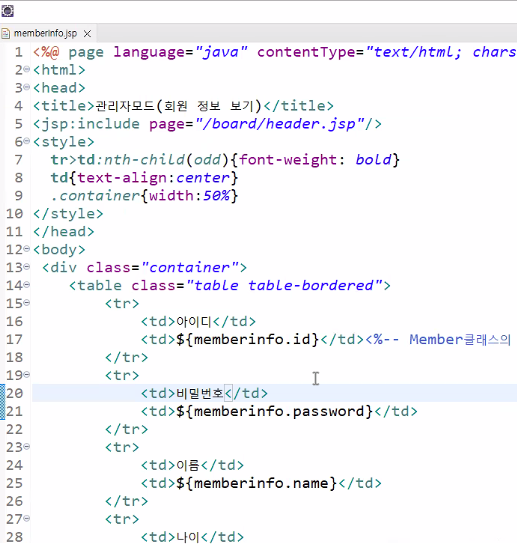 memberinfo.jsp
1 <%@ page language="java" contentType="text/html; chars
2 <html>
3 <head>
4 <title>관리자모드(회원 정보 보기)</title>
5 <jsp:include page="/board/header.jsp"/>
6 <style>
7 tr>td:nth-child(odd){font-weight: bold}
8 td{text-align:center}
9 .container{width:50%}
10 </style>
11 </head>
12 <body>
13 <div class="container">
14 <table class="table table-bordered">
15 <tr>
16 <td>아이디</td>
17 <td>${memberinfo.id}</td><%-- Member클래스의
18 </tr>
19 <tr>
20 <td>비밀번호</td>
21 <td>${memberinfo.password}</td>
22 </tr>
23 <tr>
24 <td>이름</td>
25 <td>${memberinfo.name}</td>
26 </tr>
27 <tr>
28 <td>나이</td>